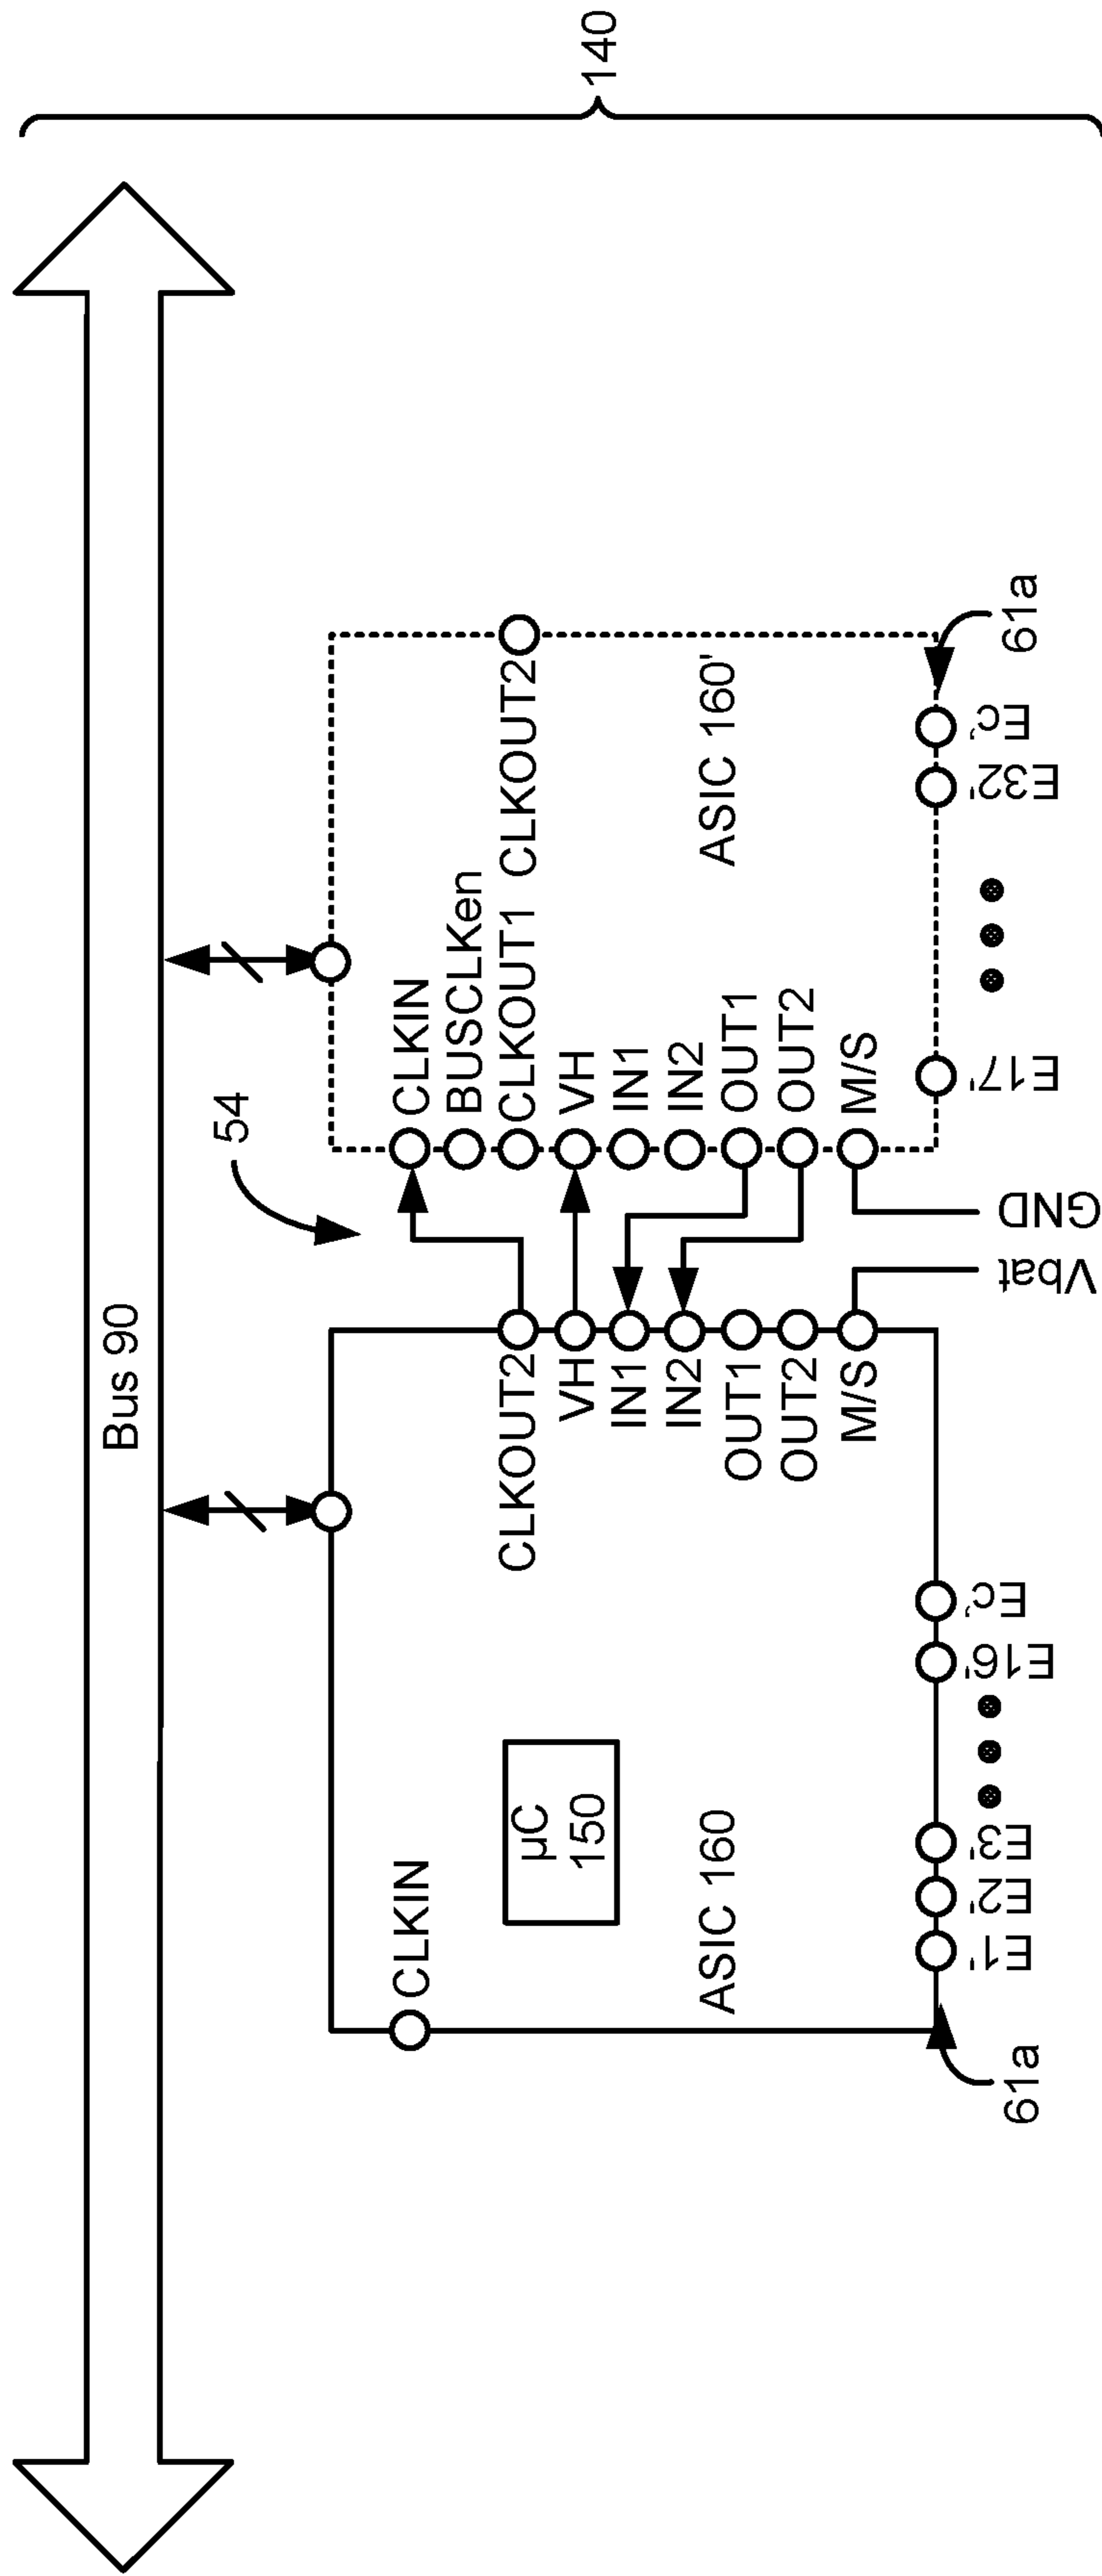 Bus 90
140
54
CLKIN
µC
150
ASIC 160
CLKOUT2
VH
IN1
IN2
OUT1
OUT2
M/S
Vbat
GND
CLKIN
BUSCLKen
CLKOUT1
CLKOUT2
VH
IN1
IN2
OUT1
OUT2
M/S
ASIC 160'
61a
E1'
E2'
E3'
E16'
Ec'
E17'
E32'
Ec'
61a